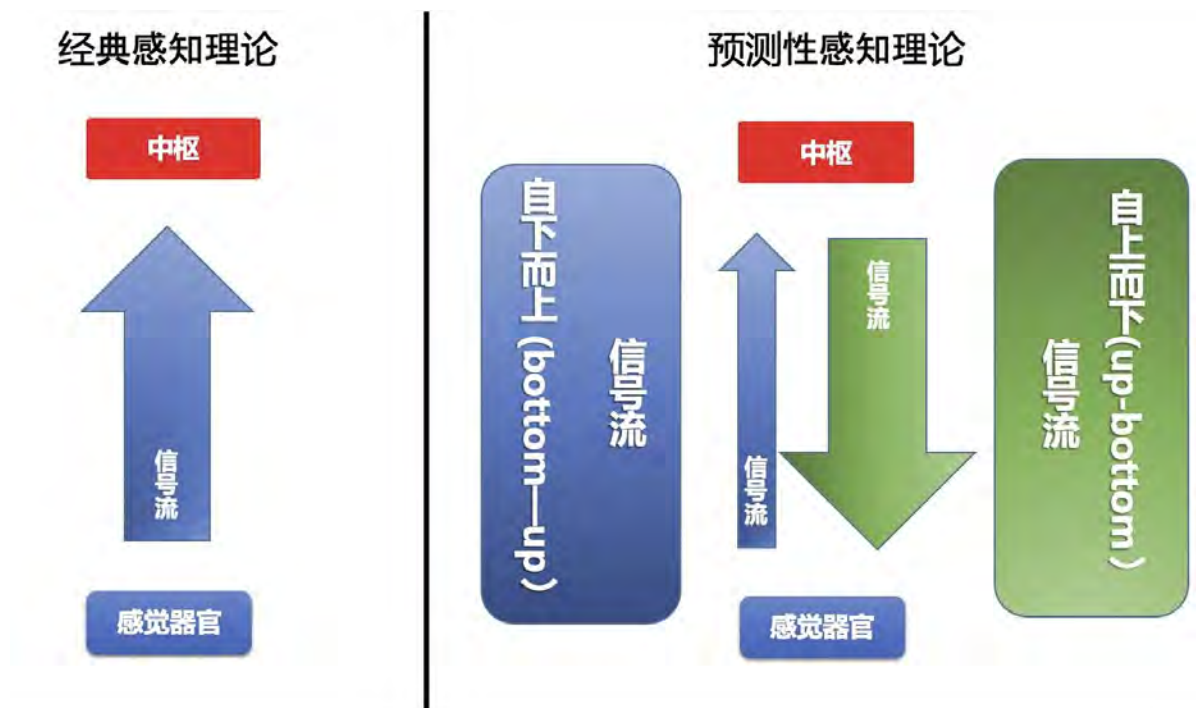 经典感知理论
中枢
信号流
感觉器官
预测性感知理论
自下而上(bottom—up)
信号流
中枢
信号流
信号流
感觉器官
自上而下(up-bottom)
信号流